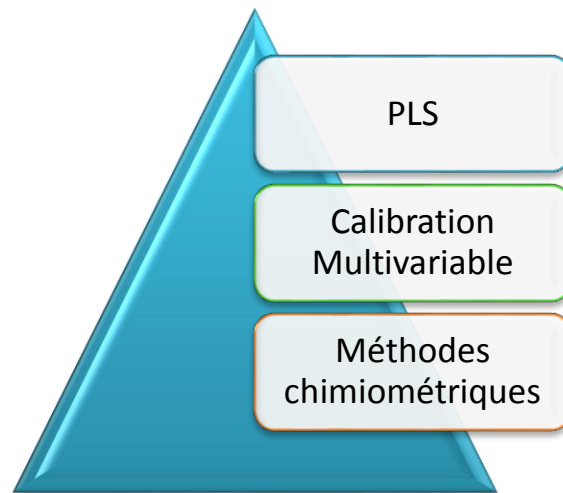 PLS
Calibration
Multivariable
Méthodes
chimiométriques